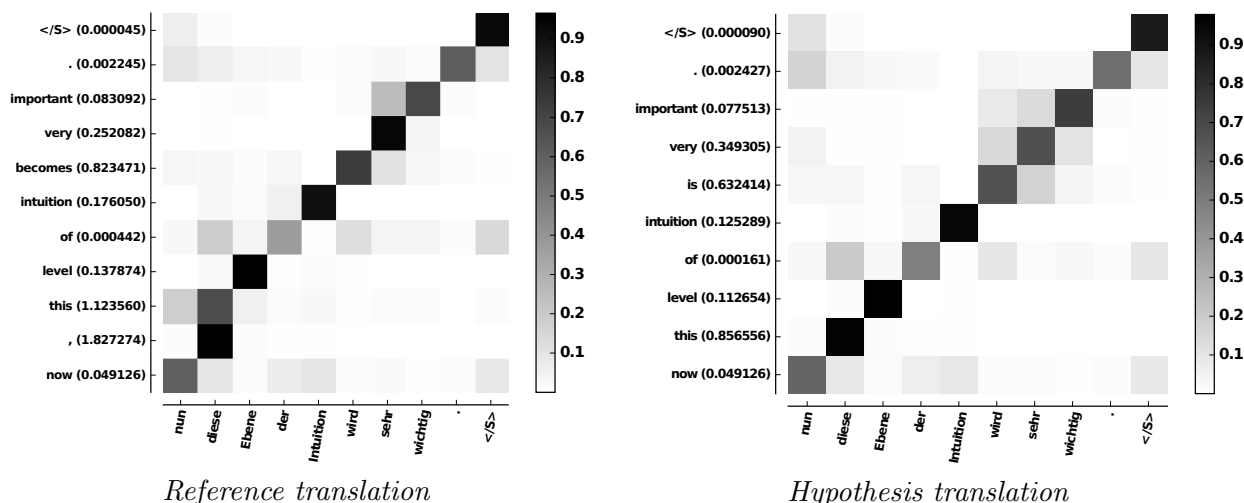 </S> (0.000045)
. (0.002245)
important (0.083092)
very (0.252082)
becomes (0.823471)
intuition (0.176050)
of (0.000442)
level (0.137874)
this (1.123560)
, (1.827274)
now (0.049126)
nun
diese
Ebene
der
Intuition
wird
sehr
wichtig
.
</S>
0.9
0.8
0.7
0.6
0.5
0.4
0.3
0.2
0.1
Reference translation
</S> (0.000090)
. (0.002427)
important (0.077513)
very (0.349305)
is (0.632414)
intuition (0.125289)
of (0.000161)
level (0.112654)
this (0.856556)
now (0.049126)
nun
diese
Ebene
der
Intuition
wird
sehr
wichtig
.
</S>
0.9
0.8
0.7
0.6
0.5
0.4
0.3
0.2
0.1
Hypothesis translation